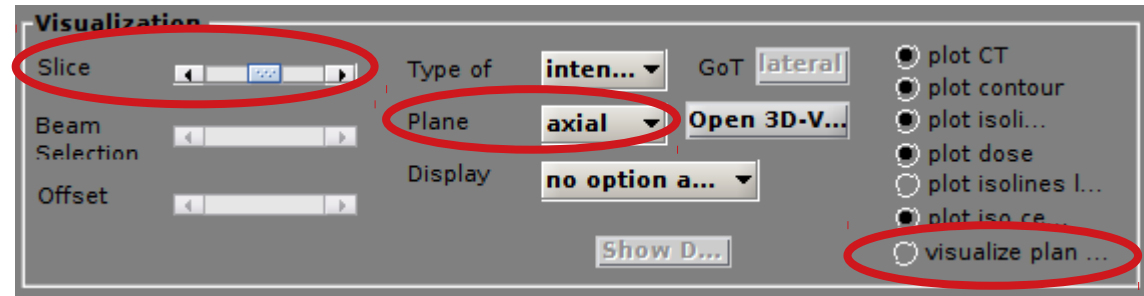 Visualization
Slice
Type of
inten...
GoT
lateral
Beam
Selection
Plane
axial
Open 3D-V...
Offset
Display
no option a...
Show D...
plot CT
plot contour
plot isoli...
plot dose
plot isolines l...
plot iso ce...
visualize plan ...